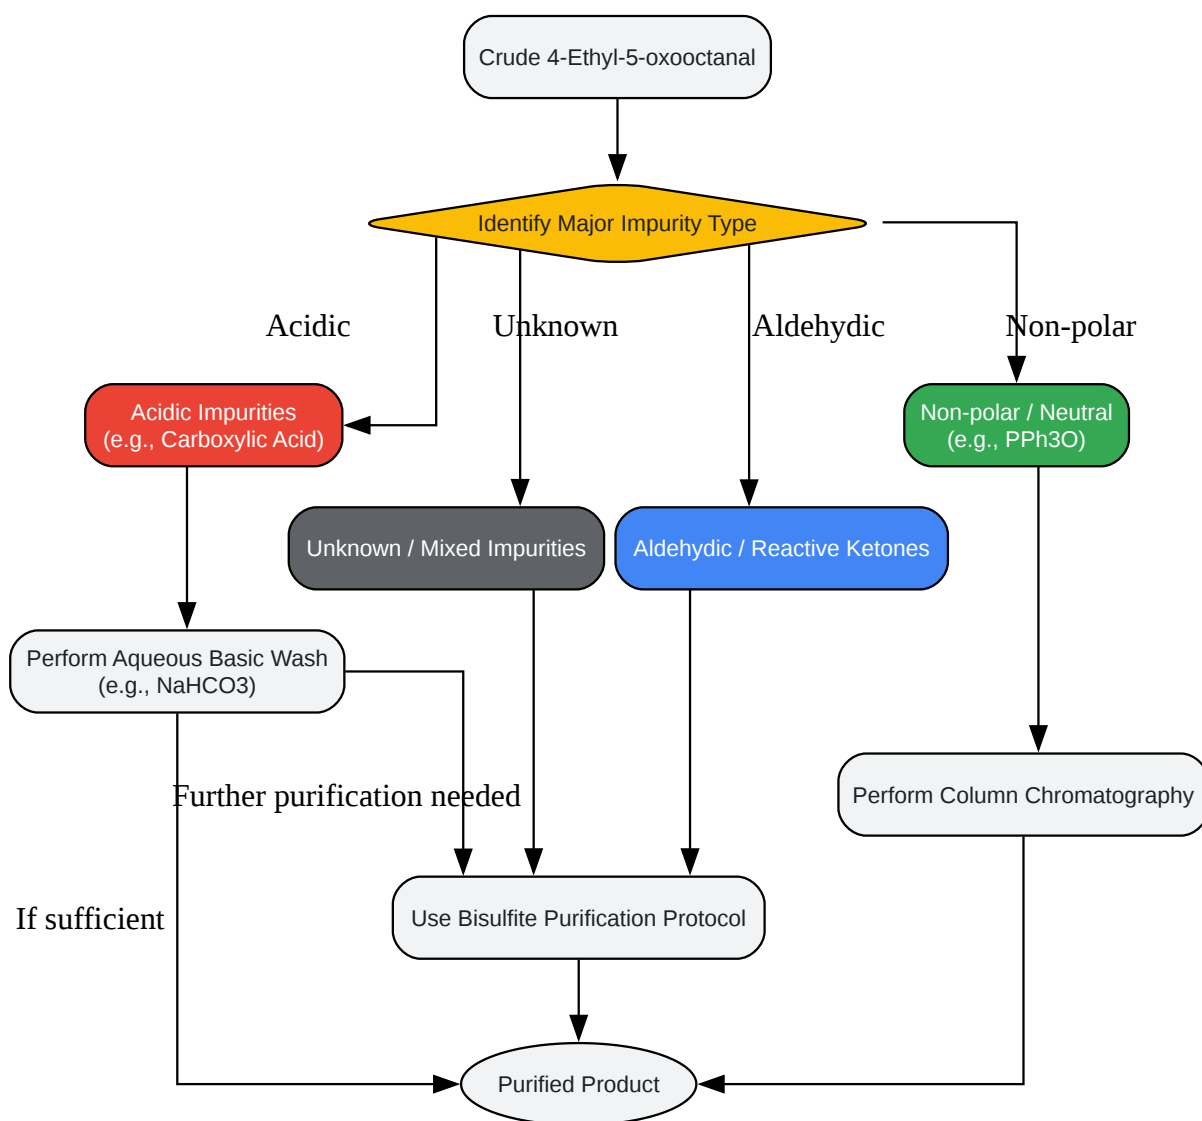 Crude 4-Ethyl-5-oxooctanal
Identify Major Impurity Type
Acidic
Unknown
Aldehydic
Non-polar
Acidic Impurities
(e.g., Carboxylic Acid)
Non-polar / Neutral
(e.g., PPh3O)
Unknown / Mixed Impurities
Aldehydic / Reactive Ketones
Perform Aqueous Basic Wash
(e.g., NaHCO3)
Further purification needed
Perform Column Chromatography
If sufficient
Use Bisulfite Purification Protocol
Purified Product